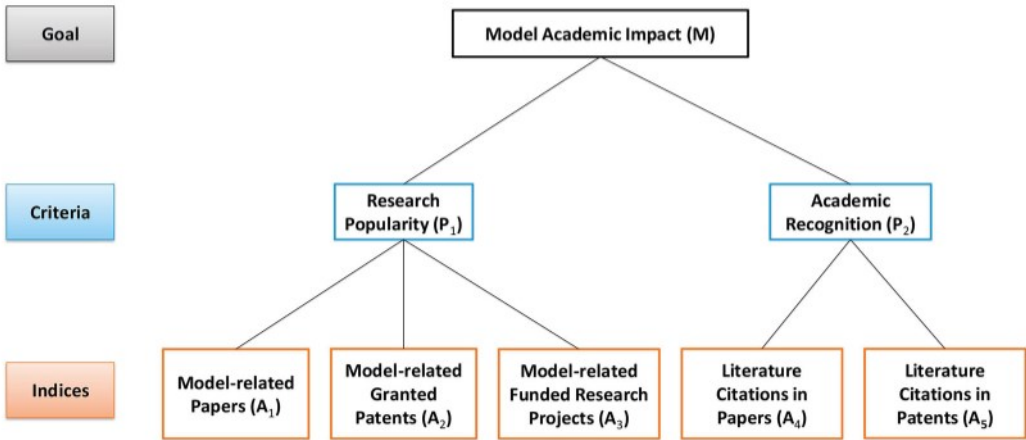 Goal
Model Academic Impact (M)
Criteria
Research
Popularity (P₁)
Academic
Recognition (P₂)
Indices
Model-related
Papers (A₁)
Model-related
Granted
Patents (A₂)
Model-related
Funded Research
Projects (A₃)
Literature
Citations in
Papers (A₄)
Literature
Citations in
Patents (A₅)